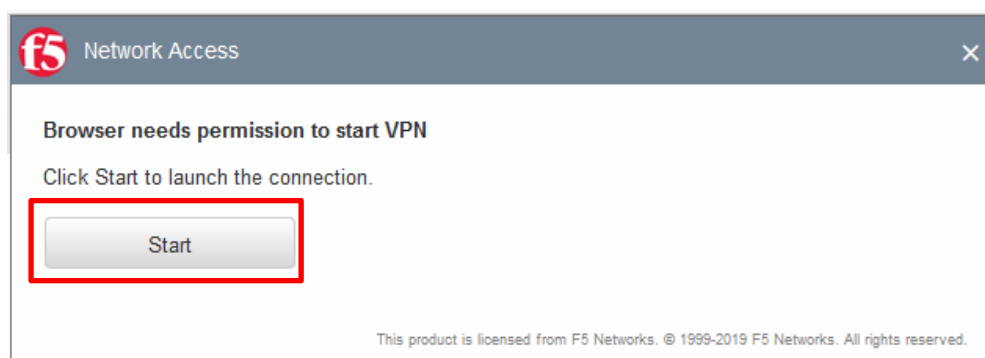 f5 Network Access
Browser needs permission to start VPN
Click Start to launch the connection.
Start
This product is licensed from F5 Networks. © 1999-2019 F5 Networks. All rights reserved.